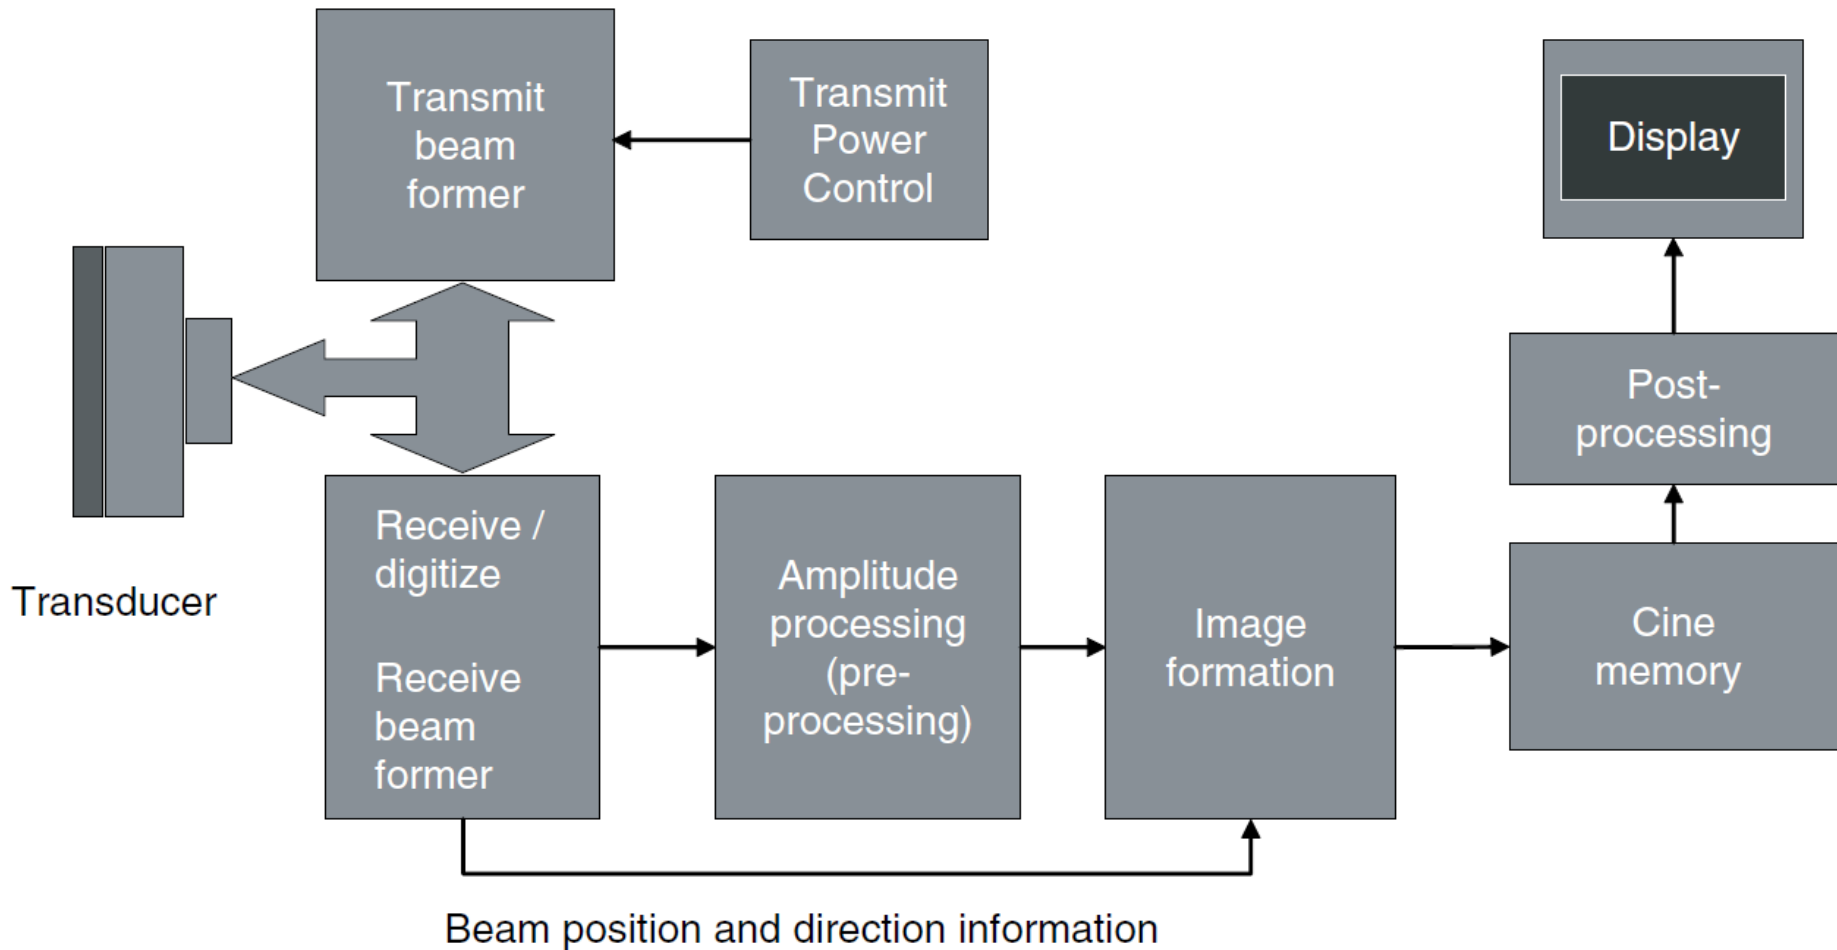 Transmit
beam
former
Transmit
Power
Control
Display
Transducer
Receive /
digitize
Receive
beam
former
Amplitude
processing
(pre-
processing)
Image
formation
Cine
memory
Post-
processing
Beam position and direction information